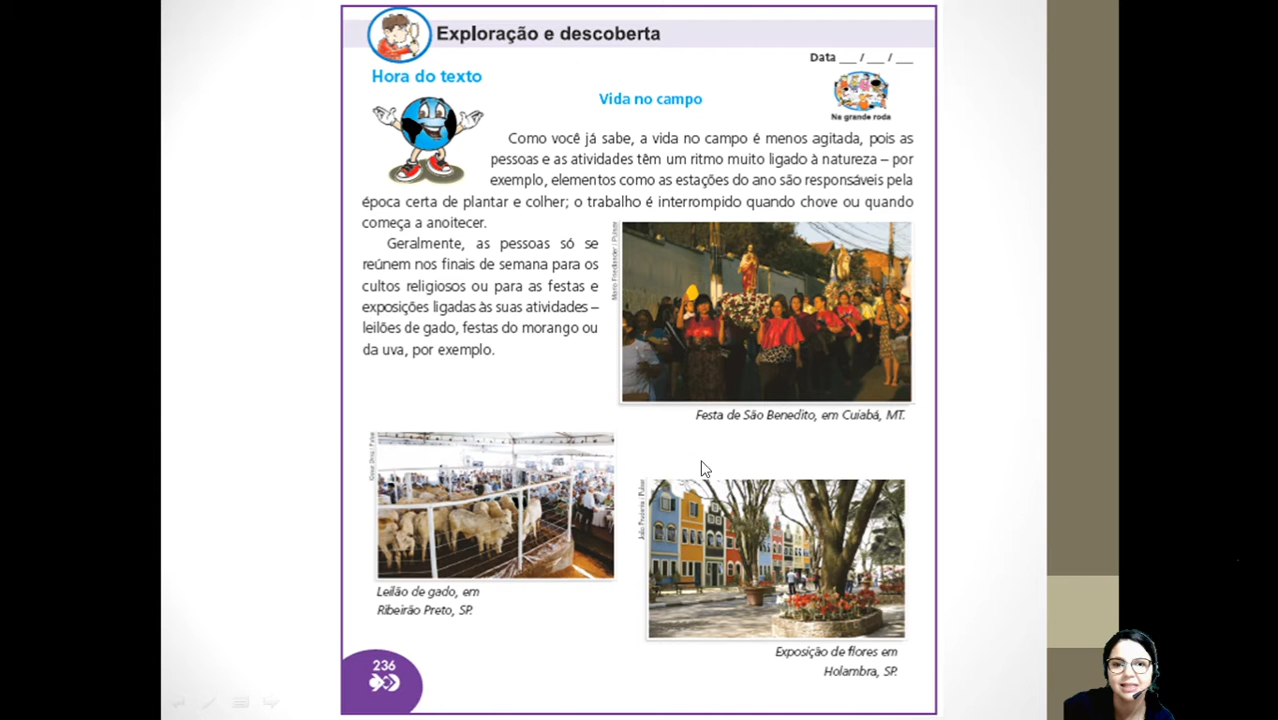 Exploração e descoberta
Data ___ / ___ / ___
Hora do texto
Vida no campo
Na grande roda
Como você já sabe, a vida no campo é menos agitada, pois as
pessoas e as atividades têm um ritmo muito ligado à natureza – por
exemplo, elementos como as estações do ano são responsáveis pela
época certa de plantar e colher; o trabalho é interrompido quando chove ou quando
começa a anoitecer.
Geralmente, as pessoas só se
reúnem nos finais de semana para os
cultos religiosos ou para as festas e
exposições ligadas às suas atividades –
leilões de gado, festas do morango ou
da uva, por exemplo.
Festa de São Benedito, em Cuiabá, MT.
Leilão de gado, em
Ribeirão Preto, SP.
Exposição de flores em
Holambra, SP.
236